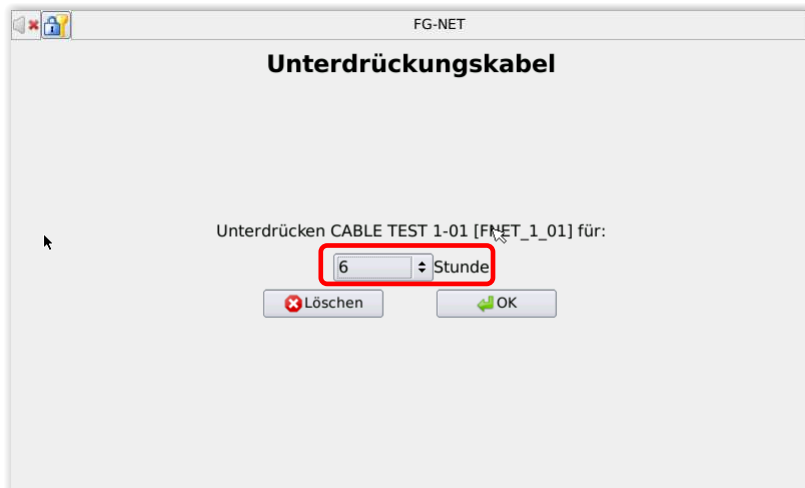 FG-NET
Unterdrückungskabel
Unterdrücken CABLE TEST 1-01 [FNET_1_01] für:
6 Stunde
Löschen OK